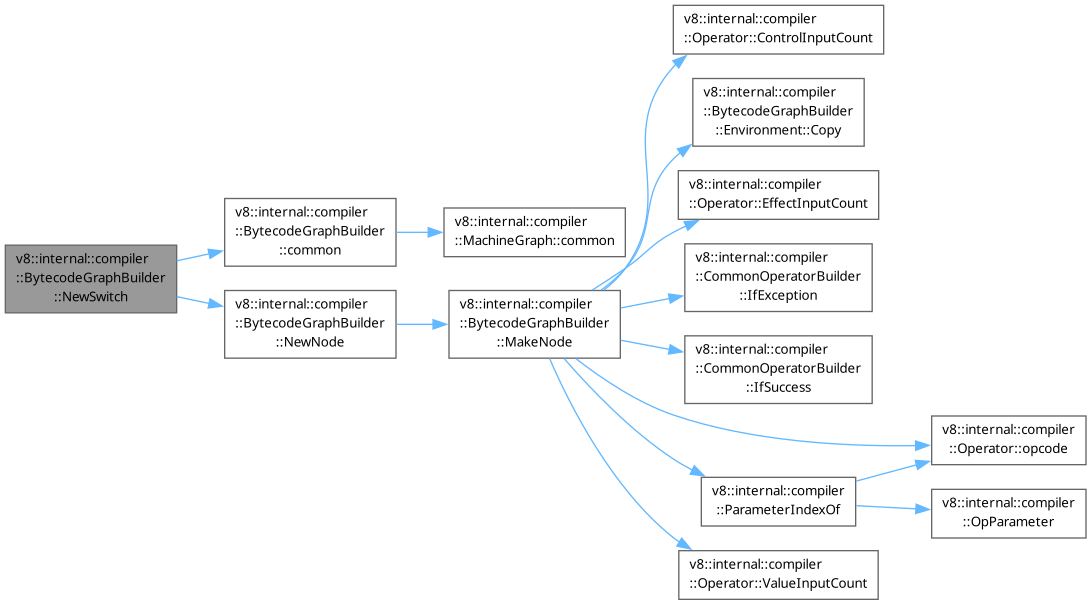 v8::internal::compiler
::BytecodeGraphBuilder
::NewSwitch
v8::internal::compiler
::BytecodeGraphBuilder
::common
v8::internal::compiler
::BytecodeGraphBuilder
::NewNode
v8::internal::compiler
::MachineGraph::common
v8::internal::compiler
::BytecodeGraphBuilder
::MakeNode
v8::internal::compiler
::Operator::ControlInputCount
v8::internal::compiler
::BytecodeGraphBuilder
::Environment::Copy
v8::internal::compiler
::Operator::EffectInputCount
v8::internal::compiler
::CommonOperatorBuilder
::IfException
v8::internal::compiler
::CommonOperatorBuilder
::IfSuccess
v8::internal::compiler
::ParameterIndexOf
v8::internal::compiler
::Operator::ValueInputCount
v8::internal::compiler
::Operator::opcode
v8::internal::compiler
::OpParameter